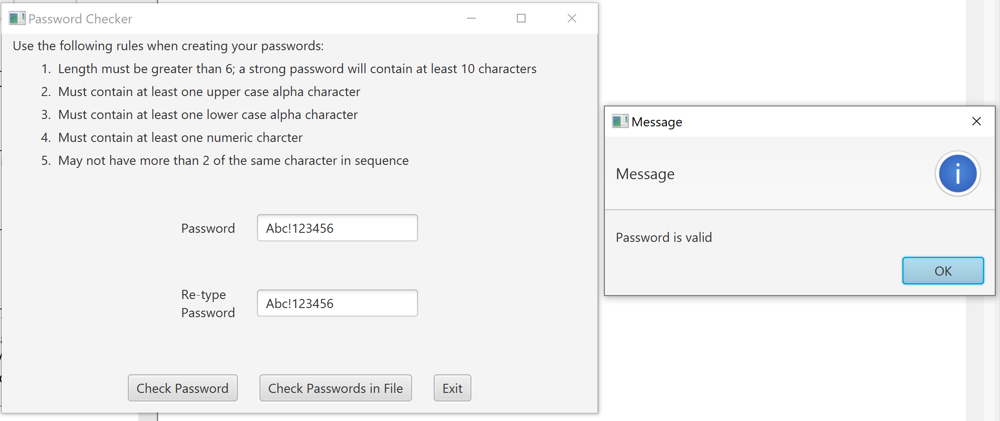 Password Checker
Use the following rules when creating your passwords:
1. Length must be greater than 6; a strong password will contain at least 10 characters
2. Must contain at least one upper case alpha character
3. Must contain at least one lower case alpha character
4. Must contain at least one numeric charcter
5. May not have more than 2 of the same character in sequence
Password Abc!123456
Re-type
Password
Abc!123456
Check Password Check Passwords in File Exit
Message
Message
Password is valid
OK